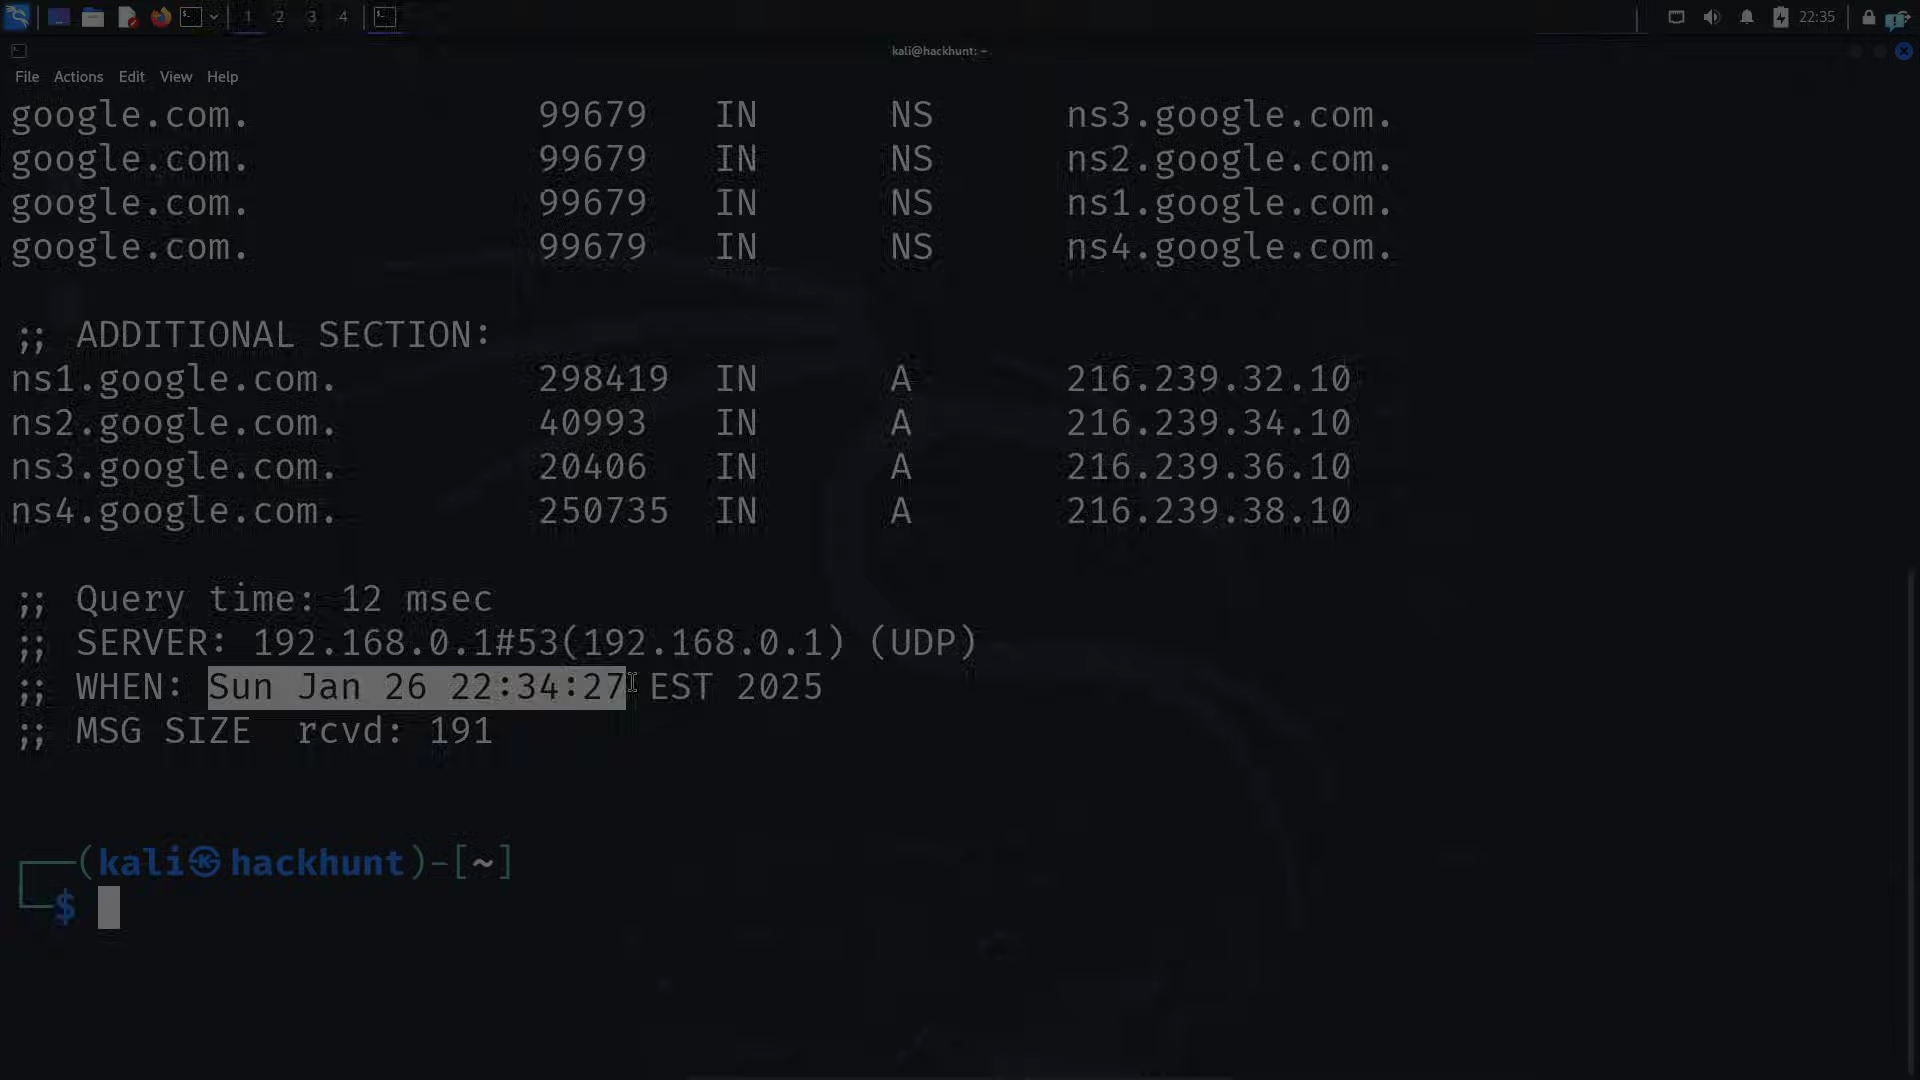 1 2 3 4 22:35
kali@hackhunt: ~
File Actions Edit View Help
google.com. 99679 IN NS ns3.google.com.
google.com. 99679 IN NS ns2.google.com.
google.com. 99679 IN NS ns1.google.com.
google.com. 99679 IN NS ns4.google.com.
;; ADDITIONAL SECTION:
ns1.google.com. 298419 IN A 216.239.32.10
ns2.google.com. 40993 IN A 216.239.34.10
ns3.google.com. 20406 IN A 216.239.36.10
ns4.google.com. 250735 IN A 216.239.38.10
;; Query time: 12 msec
;; SERVER: 192.168.0.1#53(192.168.0.1) (UDP)
;; WHEN: Sun Jan 26 22:34:27 EST 2025
;; MSG SIZE rcvd: 191
┌──(kali㉿hackhunt)-[~]
└─$